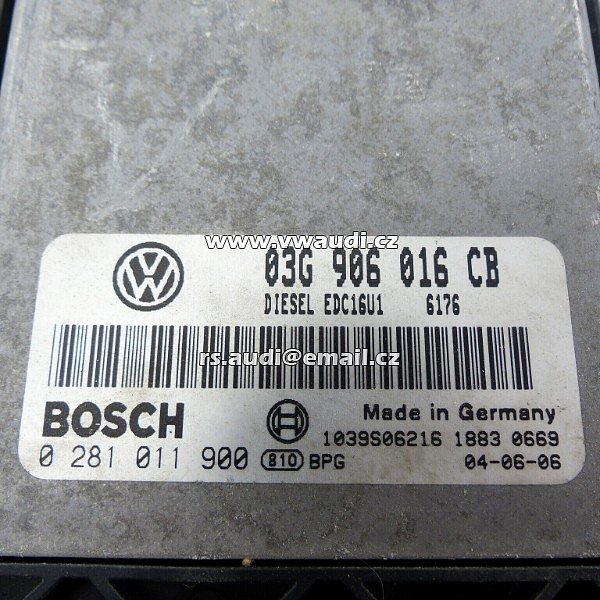 www.vwaudi.cz
03G 906 016 CB
DIESEL EDC16U1 6176
rs.audi@email.cz
BOSCH
Made in Germany
1039S06216 1883 0669
0 281 011 900 810 BPG 04-06-06